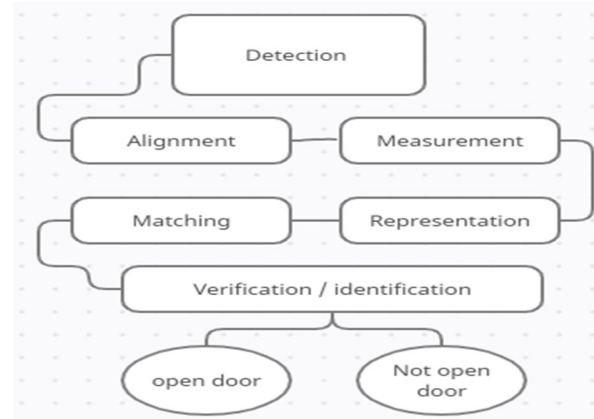 Detection
Alignment
Measurement
Matching
Representation
Verification / identification
open door
Not open
door